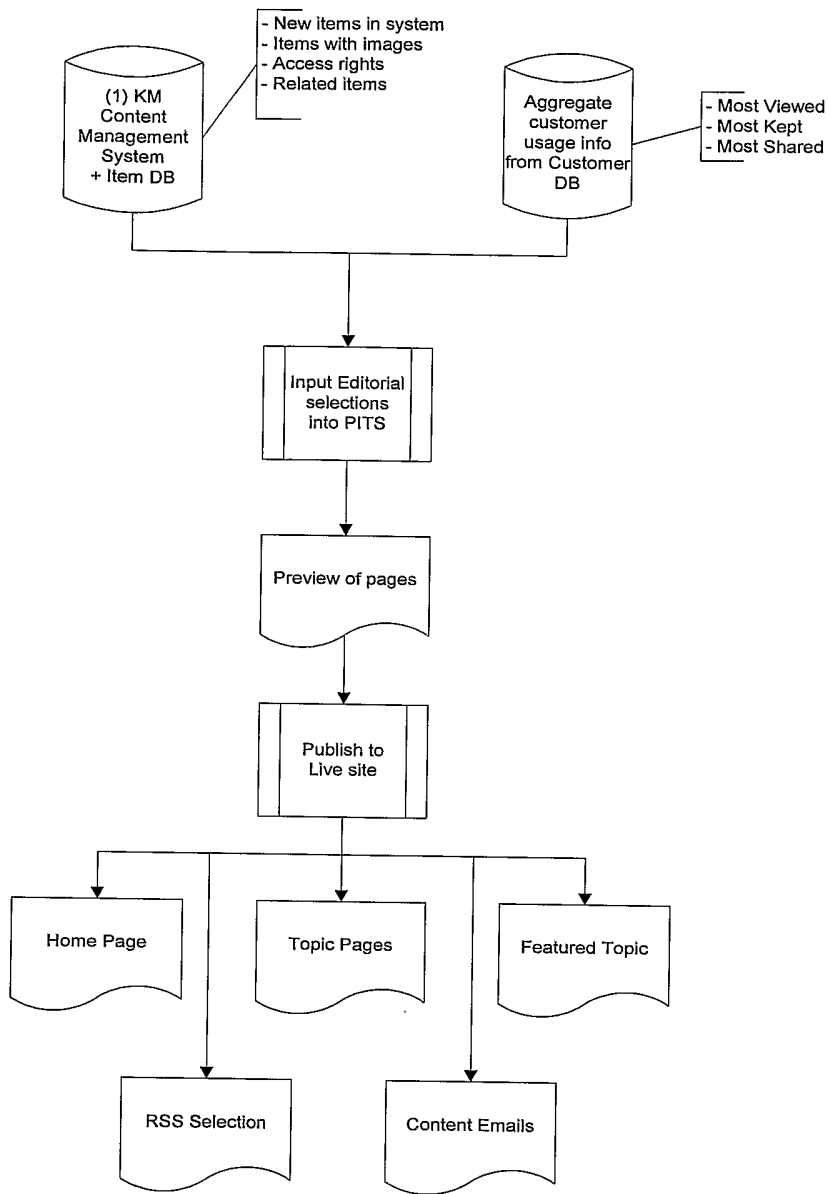 - New items in system
- Items with images
- Access rights
- Related items
(1) KM
Content
Management
System
+ Item DB
Aggregate
customer
usage info
from Customer
DB
- Most Viewed
- Most Kept
- Most Shared
Input Editorial
selections
into PITS
Preview of pages
Publish to
Live site
Home Page
Topic Pages
Featured Topic
RSS Selection
Content Emails